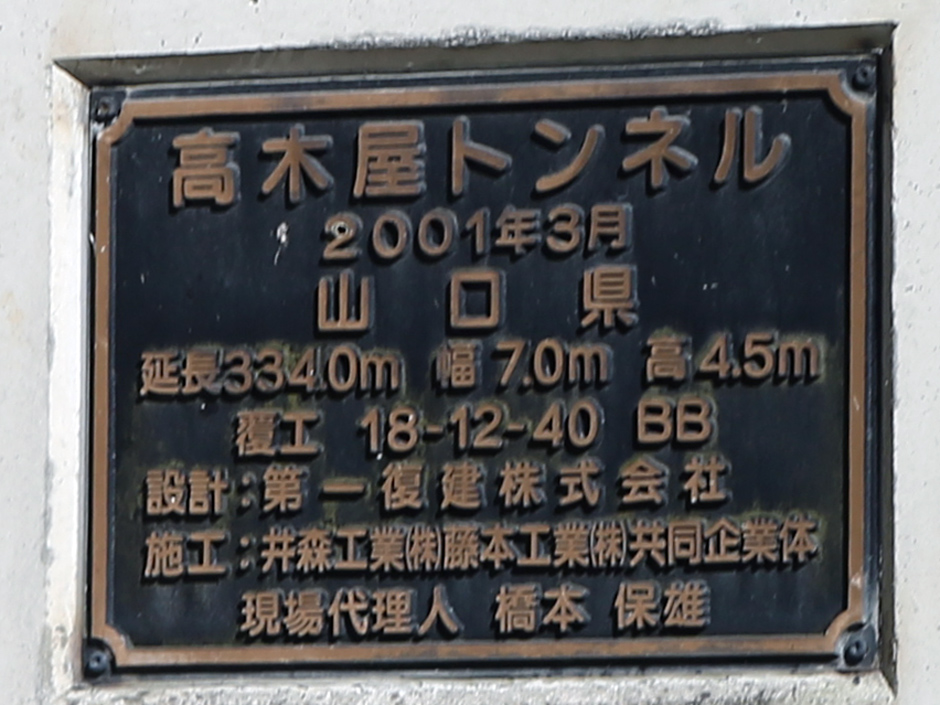 高木屋トンネル
2001年3月
山口県
延長334.0m 幅7.0m 高4.5m
覆工 18-12-40 BB
設計:第一復建株式会社
施工:井森工業㈱藤本工業㈱共同企業体
現場代理人 橋本 保雄